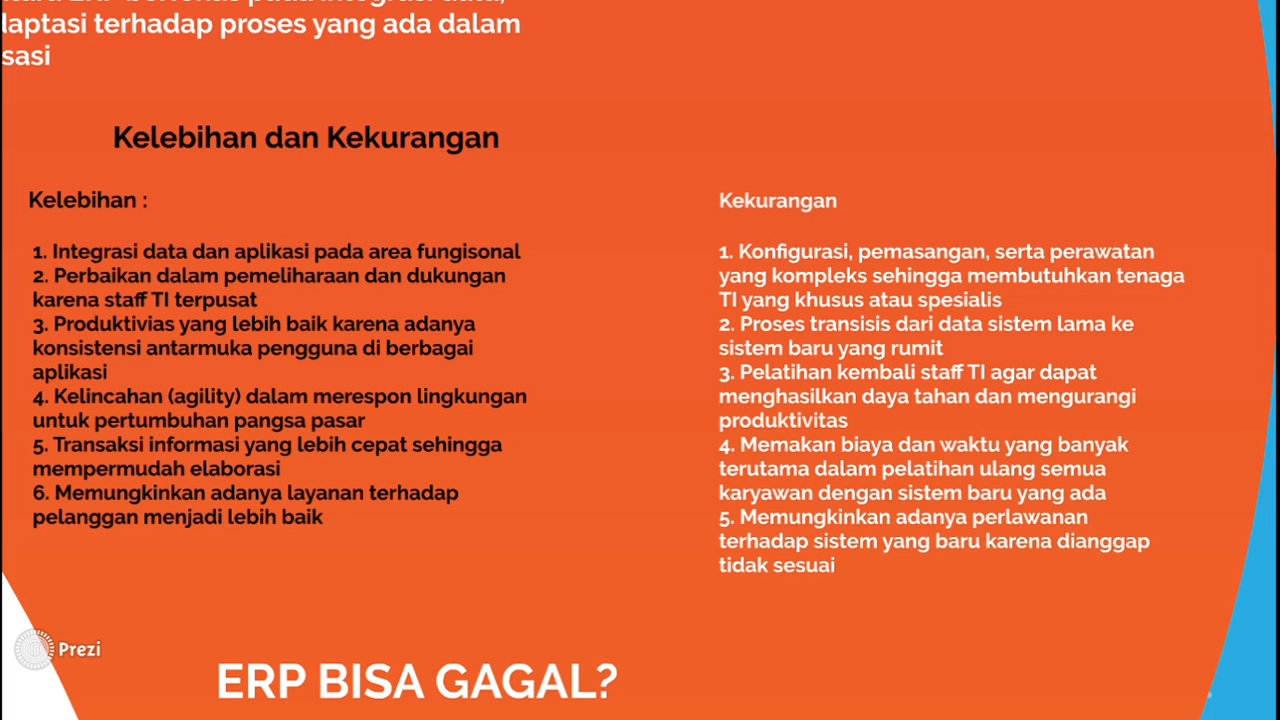 laptasi terhadap proses yang ada dalam
sasi
Kelebihan dan Kekurangan
Kelebihan :
1. Integrasi data dan aplikasi pada area fungisonal
2. Perbaikan dalam pemeliharaan dan dukungan
karena staff TI terpusat
3. Produktivias yang lebih baik karena adanya
konsistensi antarmuka pengguna di berbagai
aplikasi
4. Kelincahan (agility) dalam merespon lingkungan
untuk pertumbuhan pangsa pasar
5. Transaksi informasi yang lebih cepat sehingga
mempermudah elaborasi
6. Memungkinkan adanya layanan terhadap
pelanggan menjadi lebih baik
Kekurangan
1. Konfigurasi, pemasangan, serta perawatan
yang kompleks sehingga membutuhkan tenaga
TI yang khusus atau spesialis
2. Proses transisis dari data sistem lama ke
sistem baru yang rumit
3. Pelatihan kembali staff TI agar dapat
menghasilkan daya tahan dan mengurangi
produktivitas
4. Memakan biaya dan waktu yang banyak
terutama dalam pelatihan ulang semua
karyawan dengan sistem baru yang ada
5. Memungkinkan adanya perlawanan
terhadap sistem yang baru karena dianggap
tidak sesuai
Prezi
ERP BISA GAGAL?